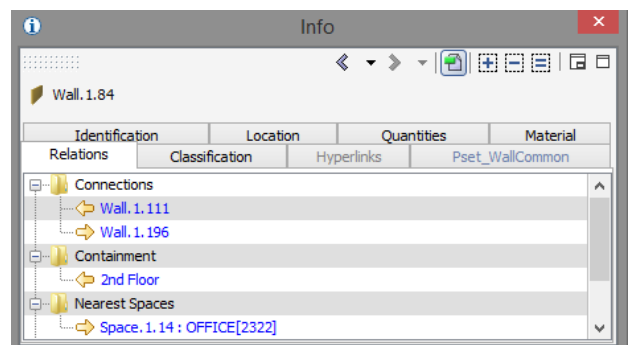 Info
Wall.1.84
Identification Location Quantities Material
Relations Classification Hyperlinks Pset_WallCommon
Connections
Wall.1.111
Wall.1.196
Containment
2nd Floor
Nearest Spaces
Space.1.14 : OFFICE[2322]